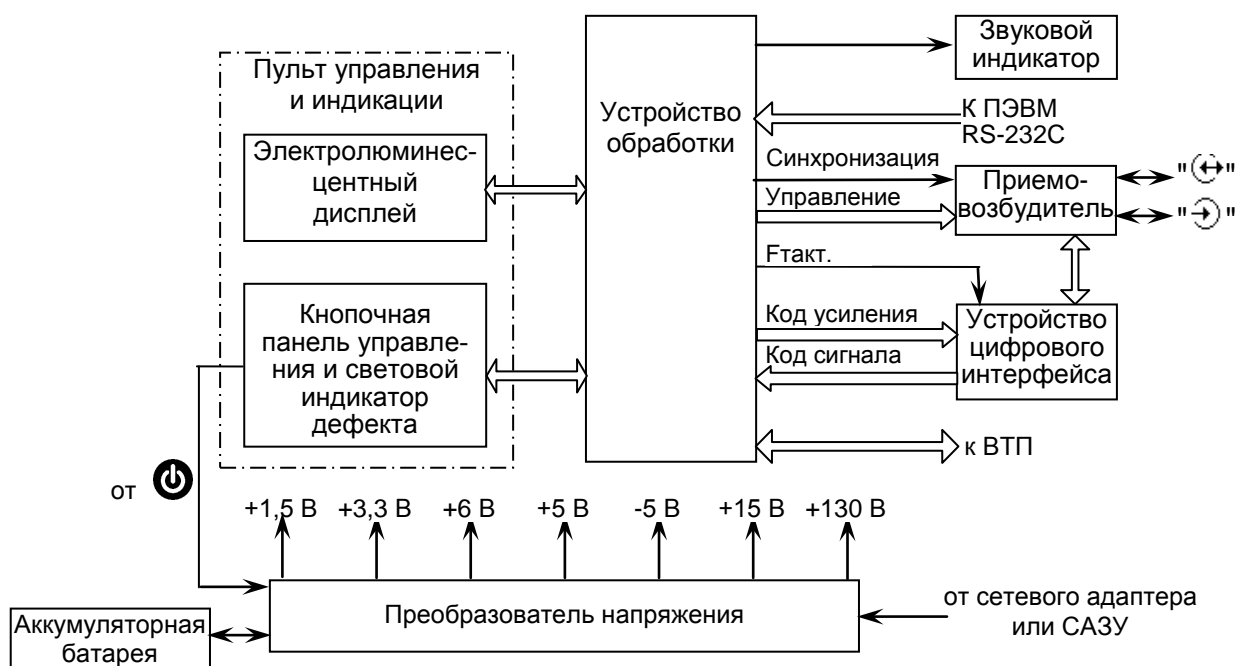 Пульт управления
и индикации
Электролюминес-
центный
дисплей
Кнопочная
панель управле-
ния и световой
индикатор
дефекта
Устройство
обработки
Звуковой
индикатор
К ПЭВМ
RS-232C
Синхронизация
Управление
Приемо-
возбудитель
" "
" "
Fтакт.
Код усиления
Код сигнала
Устройство
цифрового
интерфейса
к ВТП
от
+1,5 В +3,3 В +6 В +5 В -5 В +15 В +130 В
Преобразователь напряжения
Аккумуляторная
батарея
от сетевого адаптера
или САЗУ